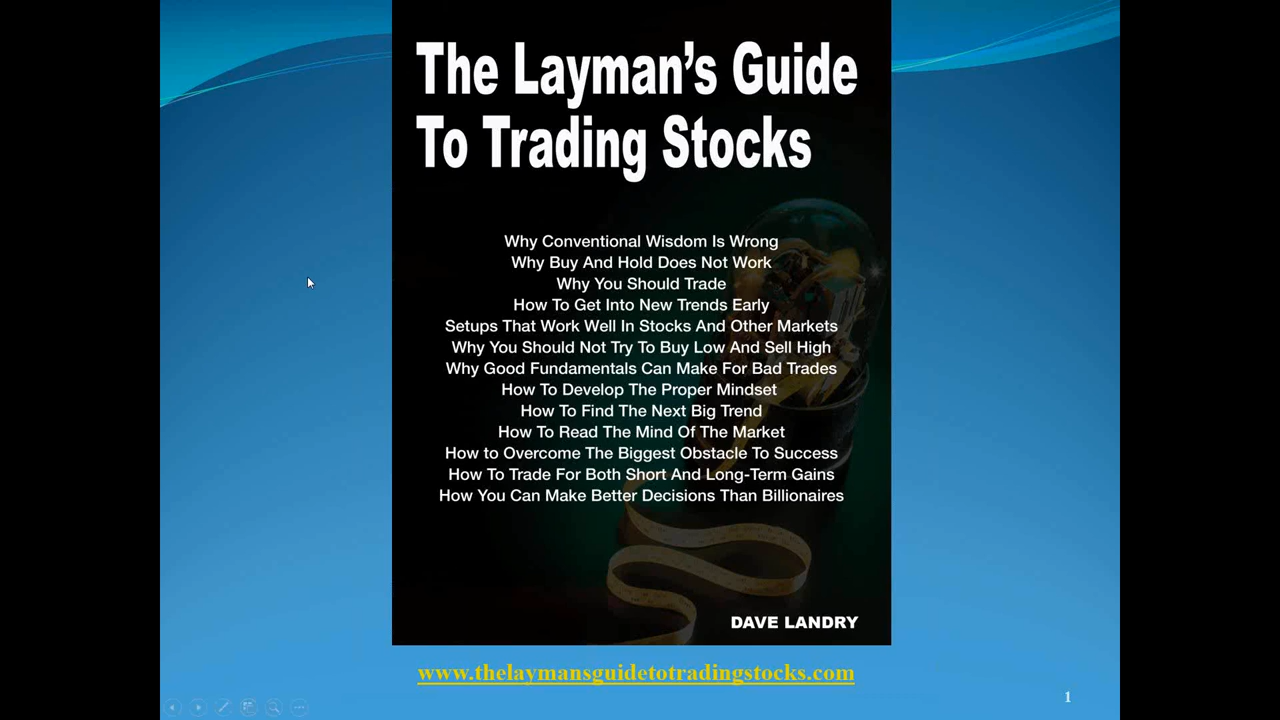 The Layman's Guide
To Trading Stocks
Why Conventional Wisdom Is Wrong
Why Buy And Hold Does Not Work
Why You Should Trade
How To Get Into New Trends Early
Setups That Work Well In Stocks And Other Markets
Why You Should Not Try To Buy Low And Sell High
Why Good Fundamentals Can Make For Bad Trades
How To Develop The Proper Mindset
How To Find The Next Big Trend
How To Read The Mind Of The Market
How to Overcome The Biggest Obstacle To Success
How To Trade For Both Short And Long-Term Gains
How You Can Make Better Decisions Than Billionaires
DAVE LANDRY
www.thelaymansguidetotradingstocks.com
1